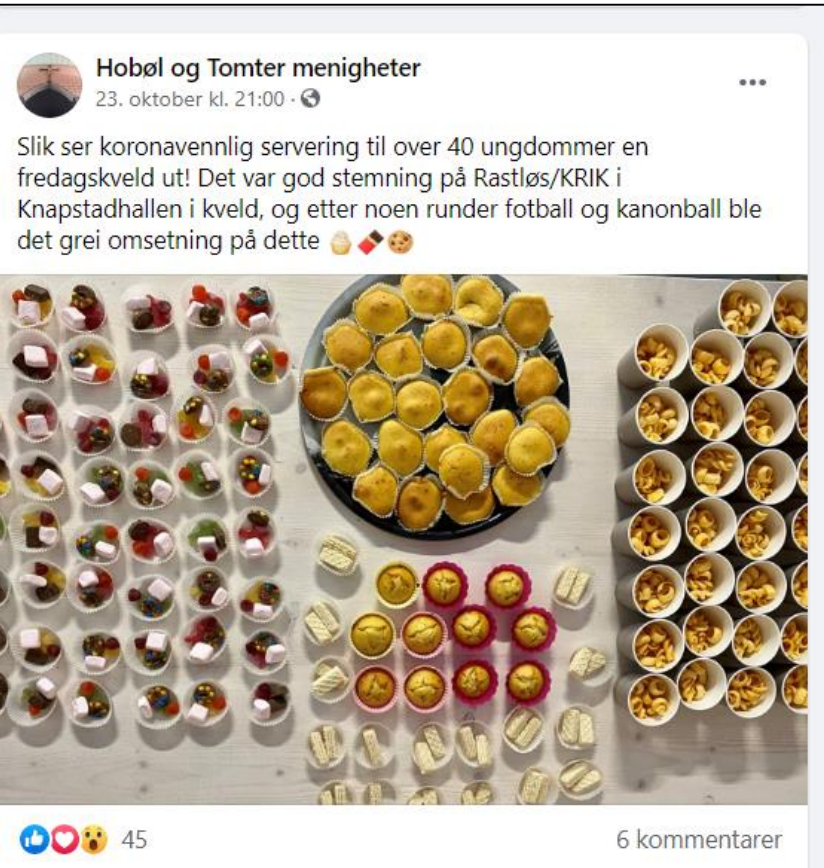 Hobøl og Tomter menigheter
23. oktober kl. 21:00 ·
Slik ser koronavennlig servering til over 40 ungdommer en
fredagskveld ut! Det var god stemning på Rastløs/KRIK i
Knapstadhallen i kveld, og etter noen runder fotball og kanonball ble
det grei omsetning på dette 🧁🍫🍪
45
6 kommentarer